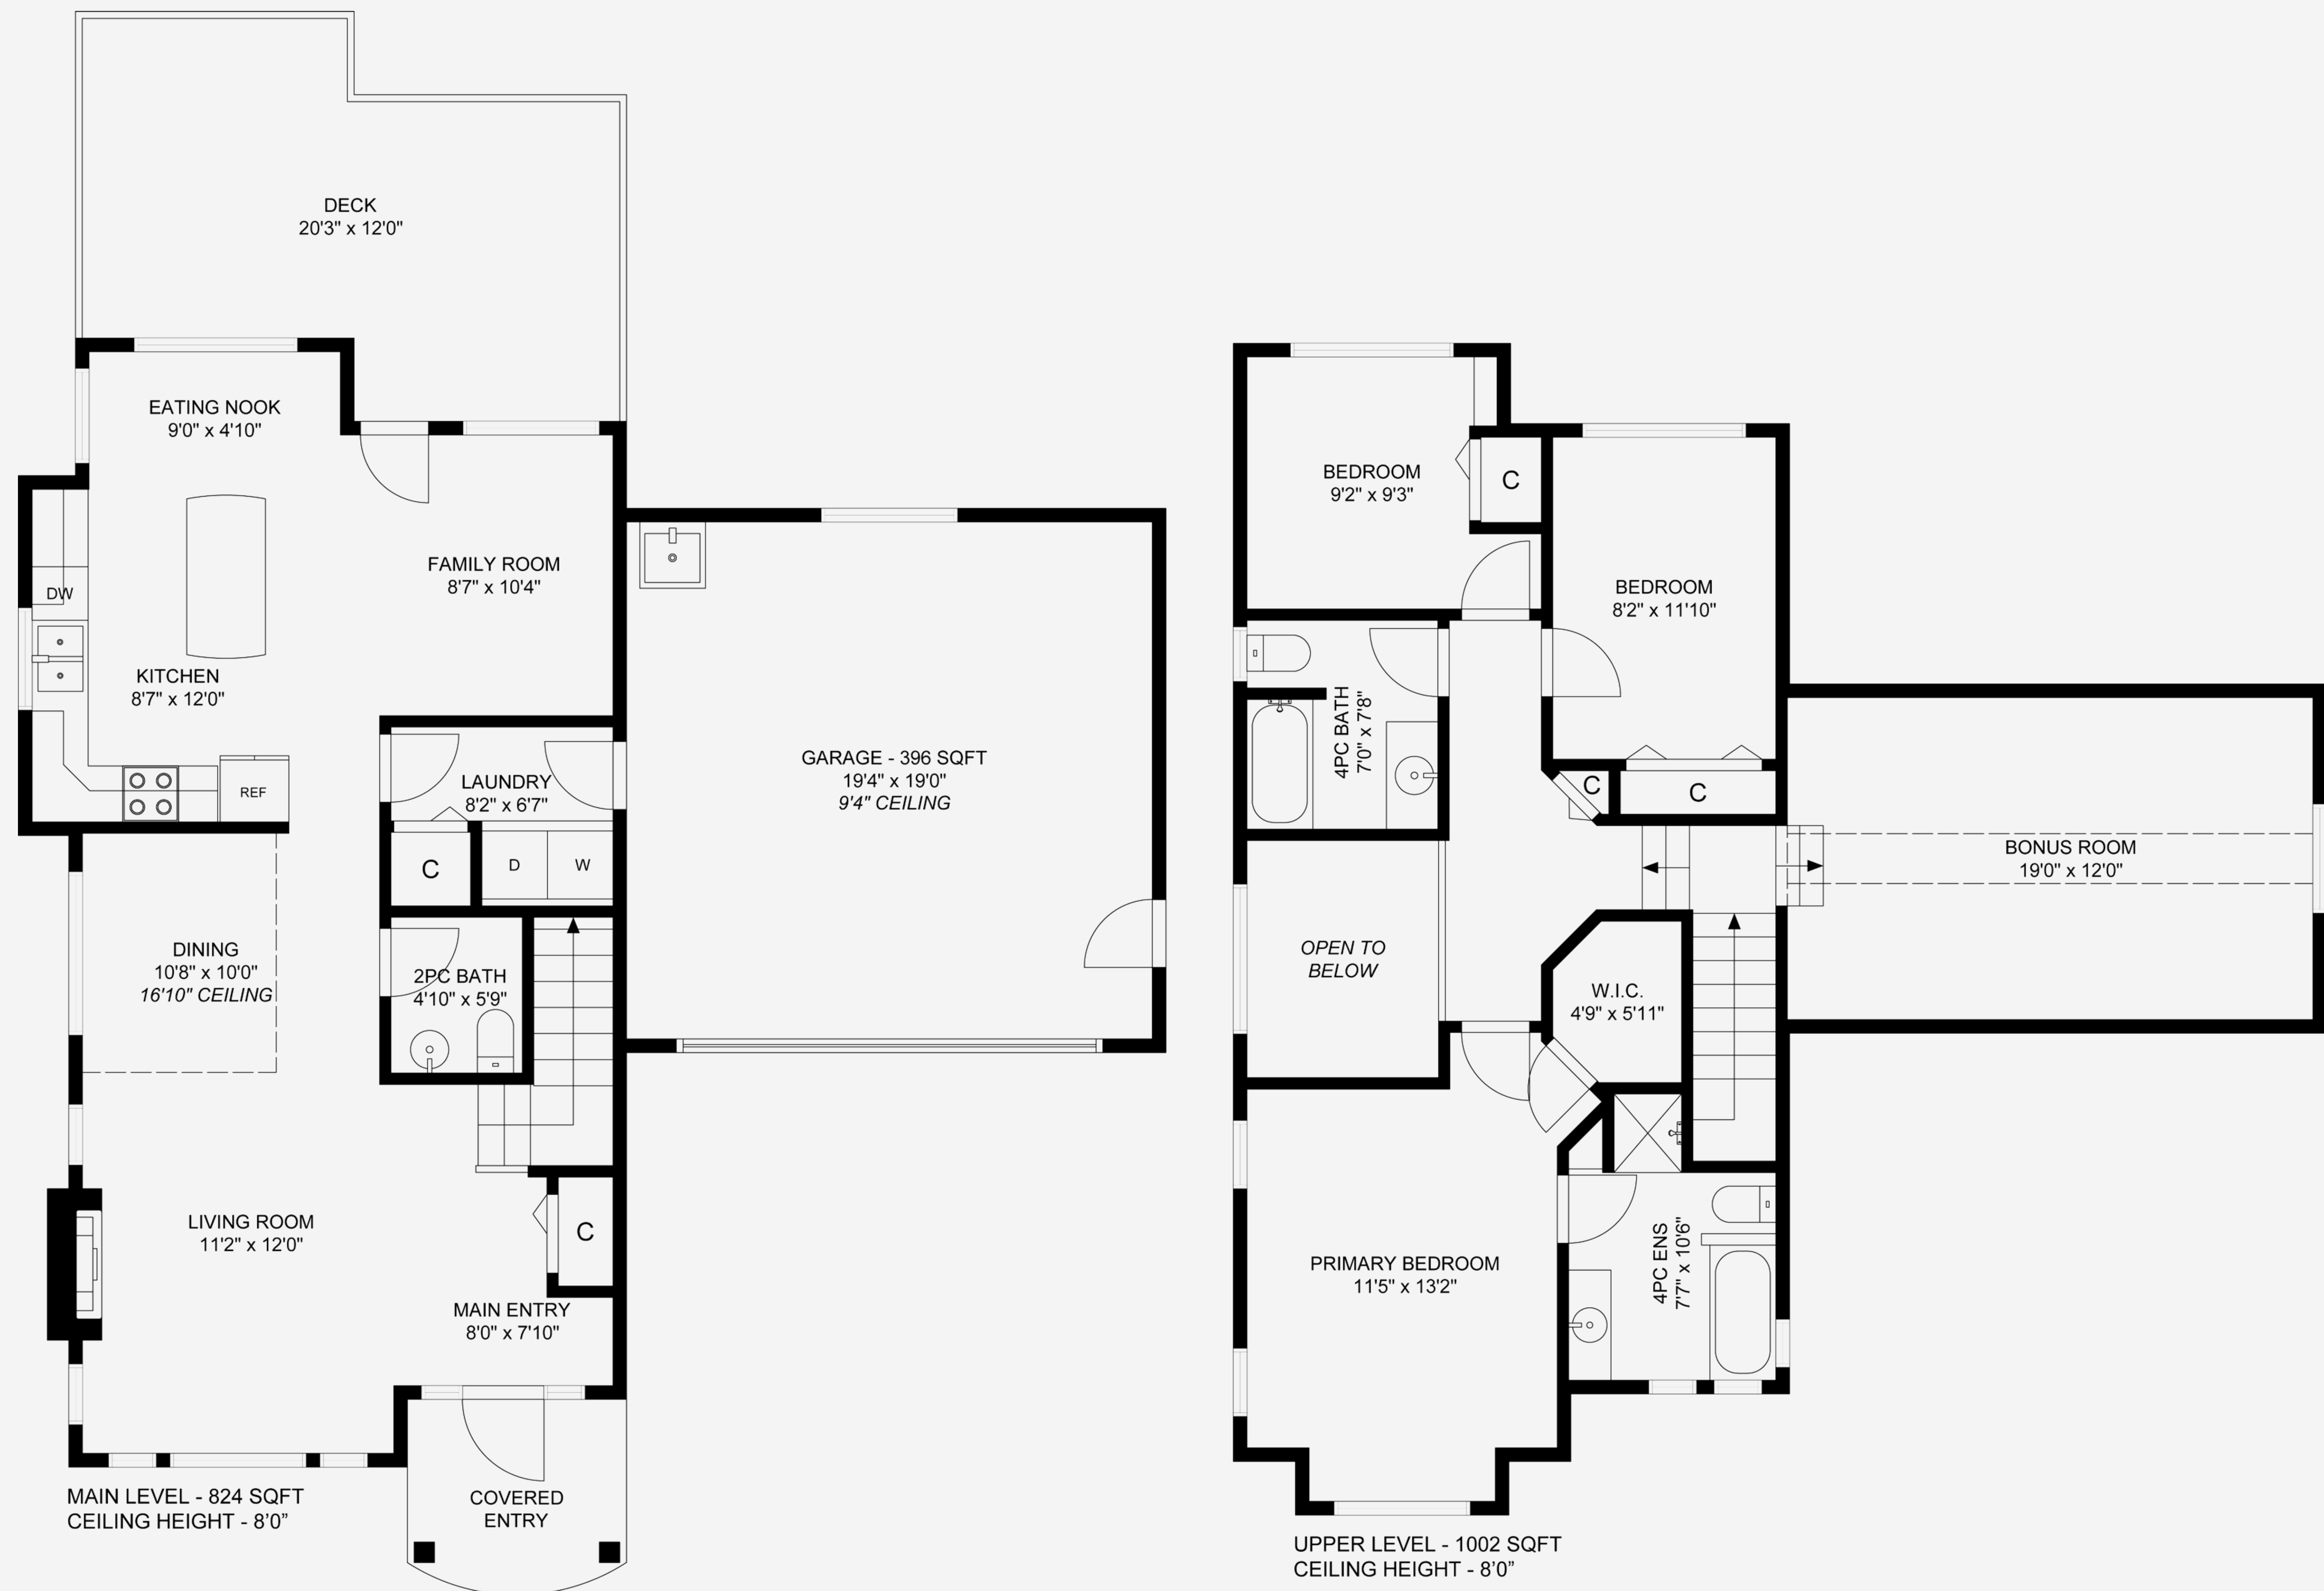 DECK
20'3" x 12'0"
EATING NOOK
9'0" x 4'10"
FAMILY ROOM
8'7" x 10'4"
DW
KITCHEN
8'7" x 12'0"
REF
LAUNDRY
8'2" x 6'7"
C
D
W
GARAGE - 396 SQFT
19'4" x 19'0"
9'4" CEILING
DINING
10'8" x 10'0"
16'10" CEILING
2PC BATH
4'10" x 5'9"
LIVING ROOM
11'2" x 12'0"
C
MAIN ENTRY
8'0" x 7'10"
COVERED
ENTRY
MAIN LEVEL - 824 SQFT
CEILING HEIGHT - 8’0”
BEDROOM
9'2" x 9'3"
C
BEDROOM
8'2" x 11'10"
4PC BATH
7'0" x 7'8"
C
C
BONUS ROOM
19'0" x 12'0"
OPEN TO
BELOW
W.I.C.
4'9" x 5'11"
PRIMARY BEDROOM
11'5" x 13'2"
4PC ENS
7'7" x 10'6"
UPPER LEVEL - 1002 SQFT
CEILING HEIGHT - 8’0”